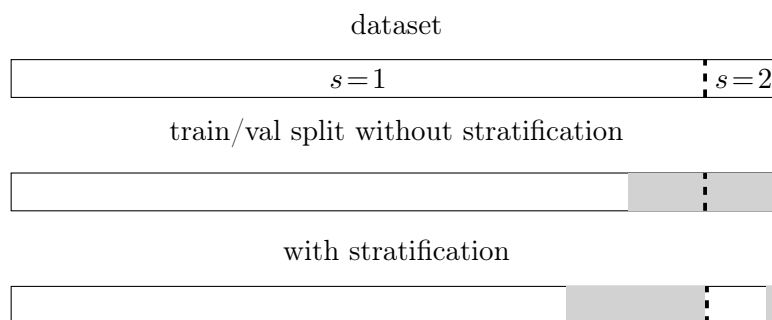 dataset
s=1 s=2
train/val split without stratification
with stratification